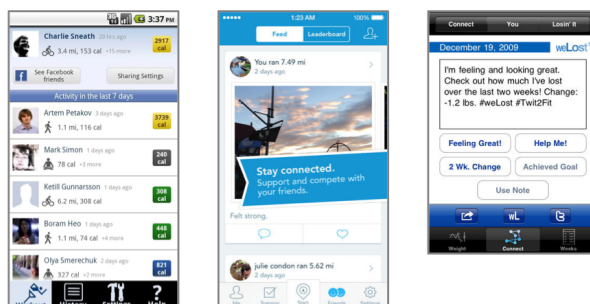 3:37 PM
Charlie Sneath 20 hrs ago
3.4 mi, 153 cal +15 more
2917 cal
See Facebook friends
Sharing Settings
Activity in the last 7 days
Artem Petakov 3 days ago
1.1 mi, 116 cal
3739 cal
Mark Simon 1 days ago
78 cal +3 more
240 cal
Ketill Gunnarsson 1 days ago
6.2 mi, 308 cal
308 cal
Boram Heo 1 days ago
1.1 mi, 74 cal +4 more
448 cal
Olya Smerechuk 2 days ago
327 cal +2 more
821 cal
Workout
History
Settings
Help
1:23 AM
100%
Feed
Leaderboard
You ran 7.49 mi
2 days ago
Stay connected.
Support and compete with
your friends.
Felt strong.
julie condon ran 5.62 mi
2 days ago
Me
Training
Start
Friends
Settings
Connect
You
Losin' It
December 19, 2009
weLost
I'm feeling and looking great.
Check out how much I've lost
over the last two weeks! Change:
-1.2 lbs. #weLost #Twit2Fit
Feeling Great!
Help Me!
2 Wk. Change
Achieved Goal
Use Note
wL
Weight
Connect
Weeks